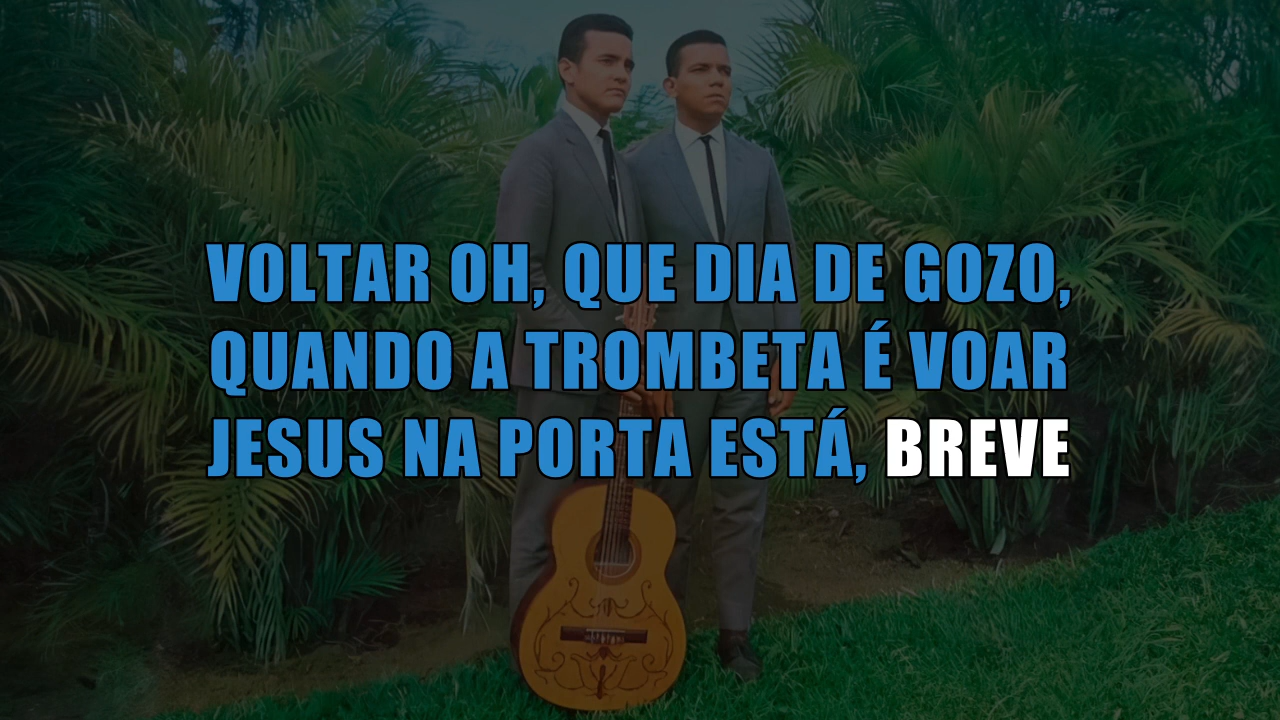 VOLTAR OH, QUE DIA DE GOZO,
QUANDO A TROMBETA É VOAR
JESUS NA PORTA ESTÁ, BREVE